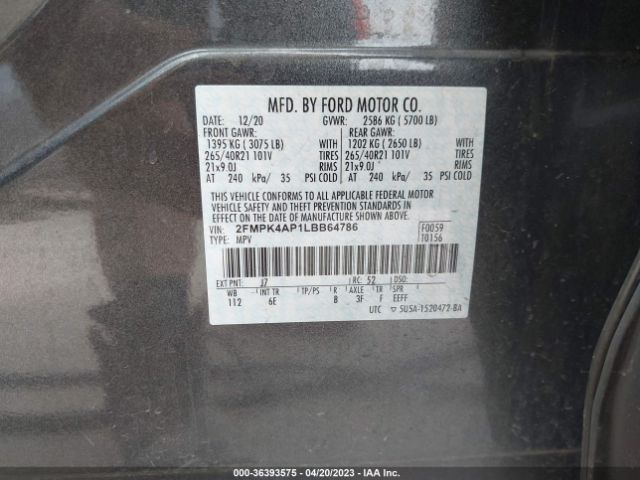 MFD. BY FORD MOTOR CO.
DATE: 12/20 GVWR: 2586 KG ( 5700 LB)
FRONT GAWR: REAR GAWR:
1395 KG ( 3075 LB) WITH 1202 KG ( 2650 LB) WITH
265/40R21 101V TIRES 265/40R21 101V TIRES
21x9.0J RIMS 21x9.0J RIMS
AT 240 kPa/ 35 PSI COLD AT 240 kPa/ 35 PSI COLD
THIS VEHICLE CONFORMS TO ALL APPLICABLE FEDERAL MOTOR
VEHICLE SAFETY AND THEFT PREVENTION STANDARDS IN
EFFECT ON THE DATE OF MANUFACTURE SHOWN ABOVE.
VIN: 2FMPK4AP1LBB64786 F0059
TYPE: MPV T0156
EXT PNT: J7 RC: 52 DSO:
WB INT TR TP/PS R AXLE TR SPR
112 6E 8 3F F EEFF
UTC ▽ 5U5A-1520472-BA
00-36393575 - 04/20/2023 - IAA Inc.